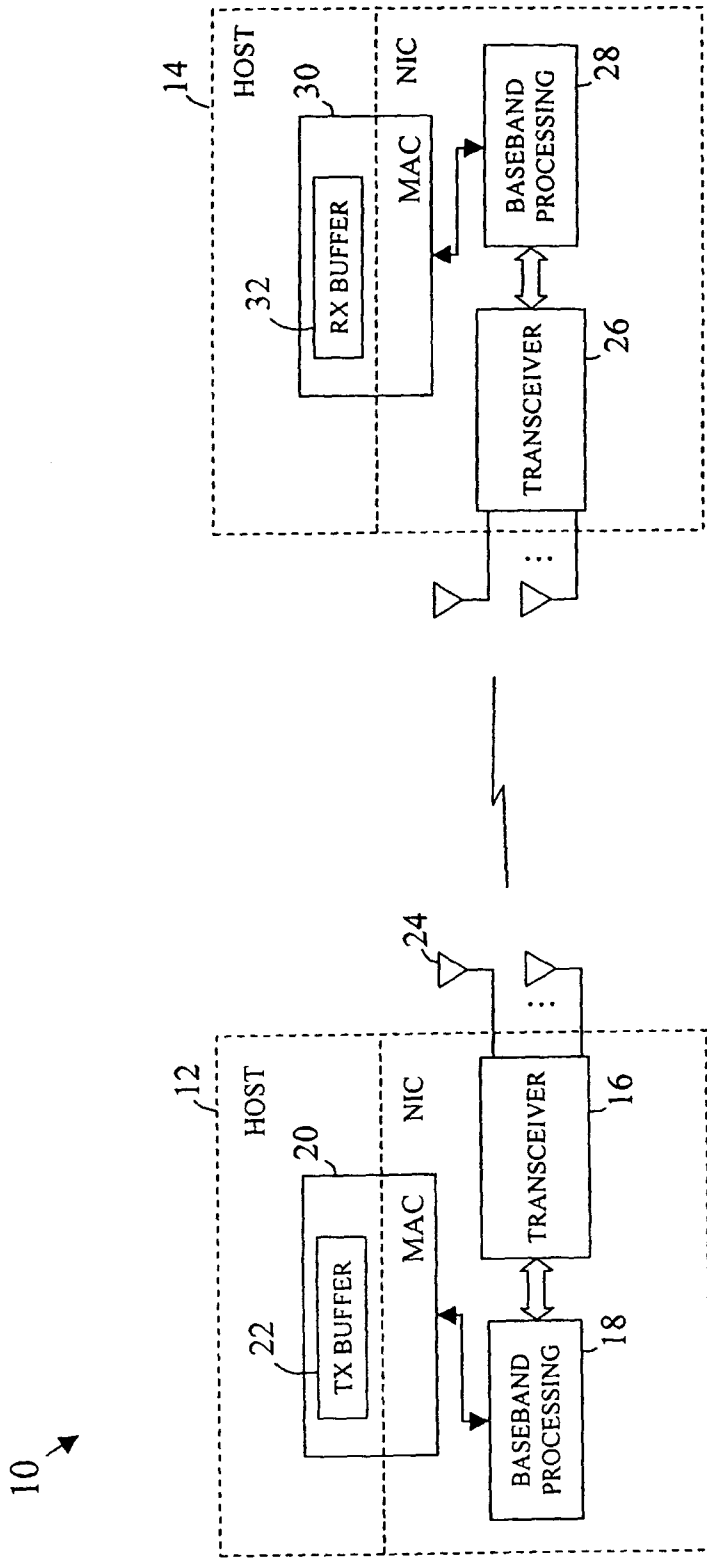 10
12
HOST
20
22
TX BUFFER
MAC
NIC
BASEBAND
PROCESSING
18
TRANSCEIVER
16
24
...
14
HOST
30
32
RX BUFFER
MAC
NIC
...
TRANSCEIVER
26
BASEBAND
PROCESSING
28